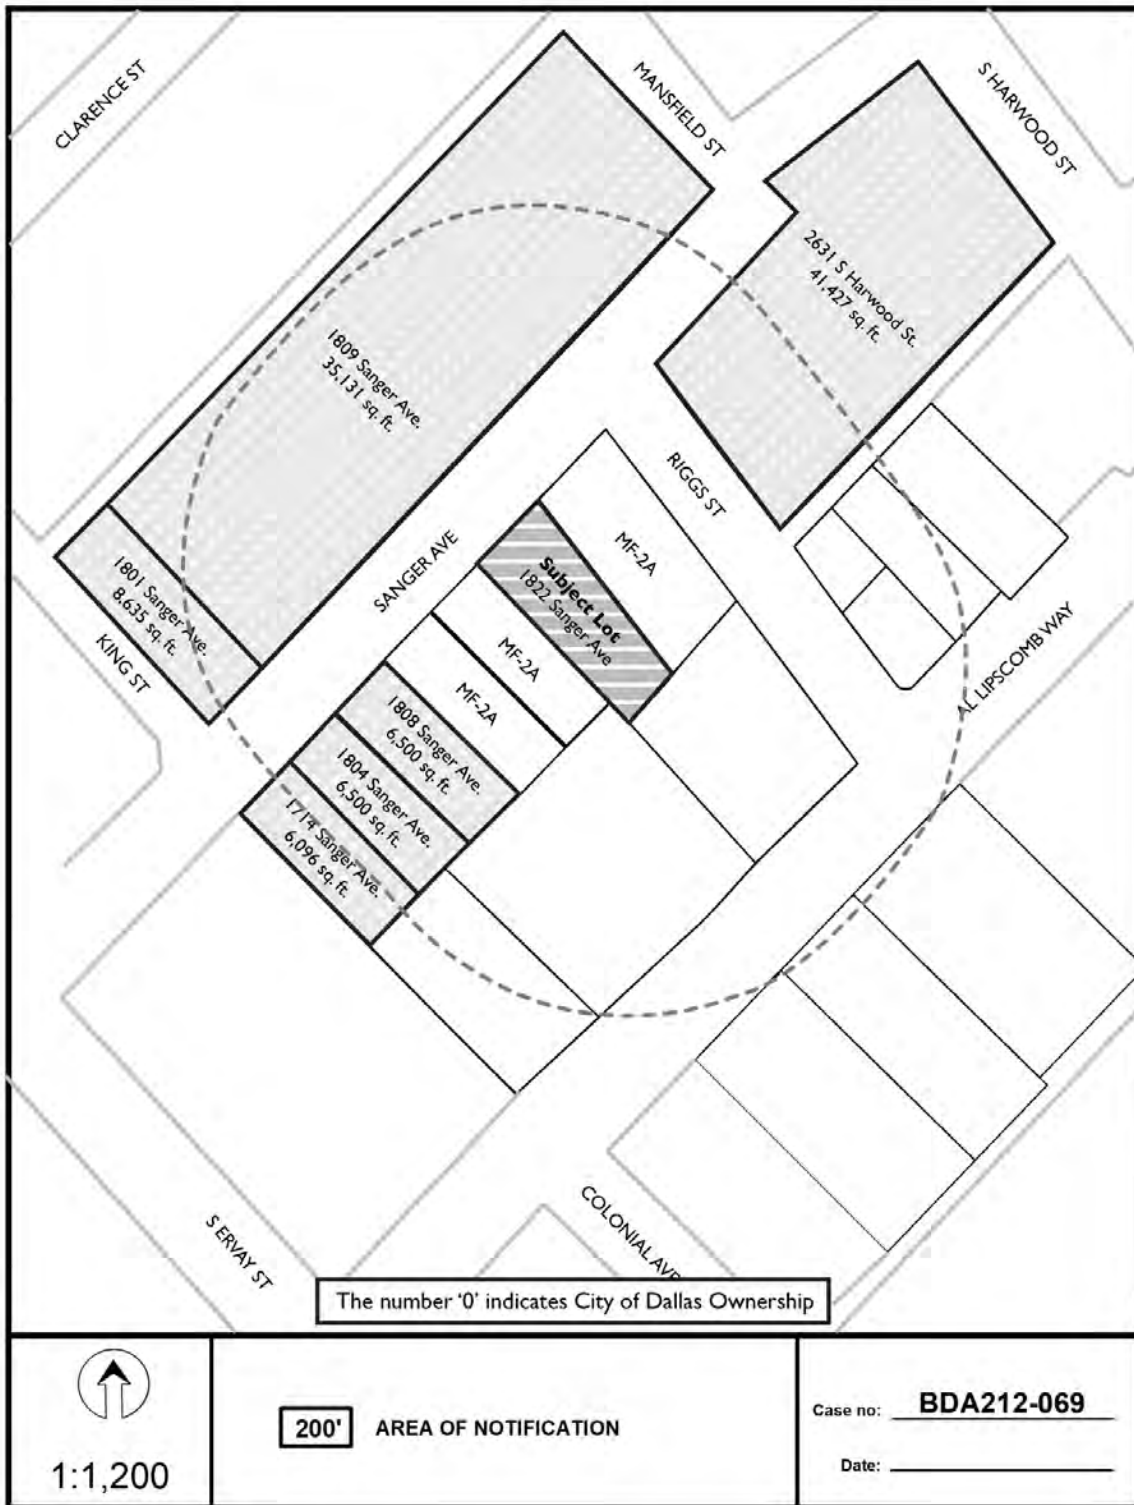 CLARENCE ST
MANSFIELD ST
S HARWOOD ST
2631 S Harwood St.
41,427 sq. ft.
1809 Sanger Ave.
35,131 sq. ft.
RIGGS ST
MF-2A
SANGER AVE
Subject Lot
1822 Sanger Ave
1801 Sanger Ave.
8,635 sq. ft.
KING ST
MF-2A
MF-2A
AL LIPSCOMB WAY
1808 Sanger Ave.
6,500 sq. ft.
1804 Sanger Ave.
6,500 sq. ft.
1714 Sanger Ave.
6,096 sq. ft.
S ERVAY ST
COLONIAL AVE
The number '0' indicates City of Dallas Ownership
1:1,200
200' AREA OF NOTIFICATION
Case no: BDA212-069
Date: